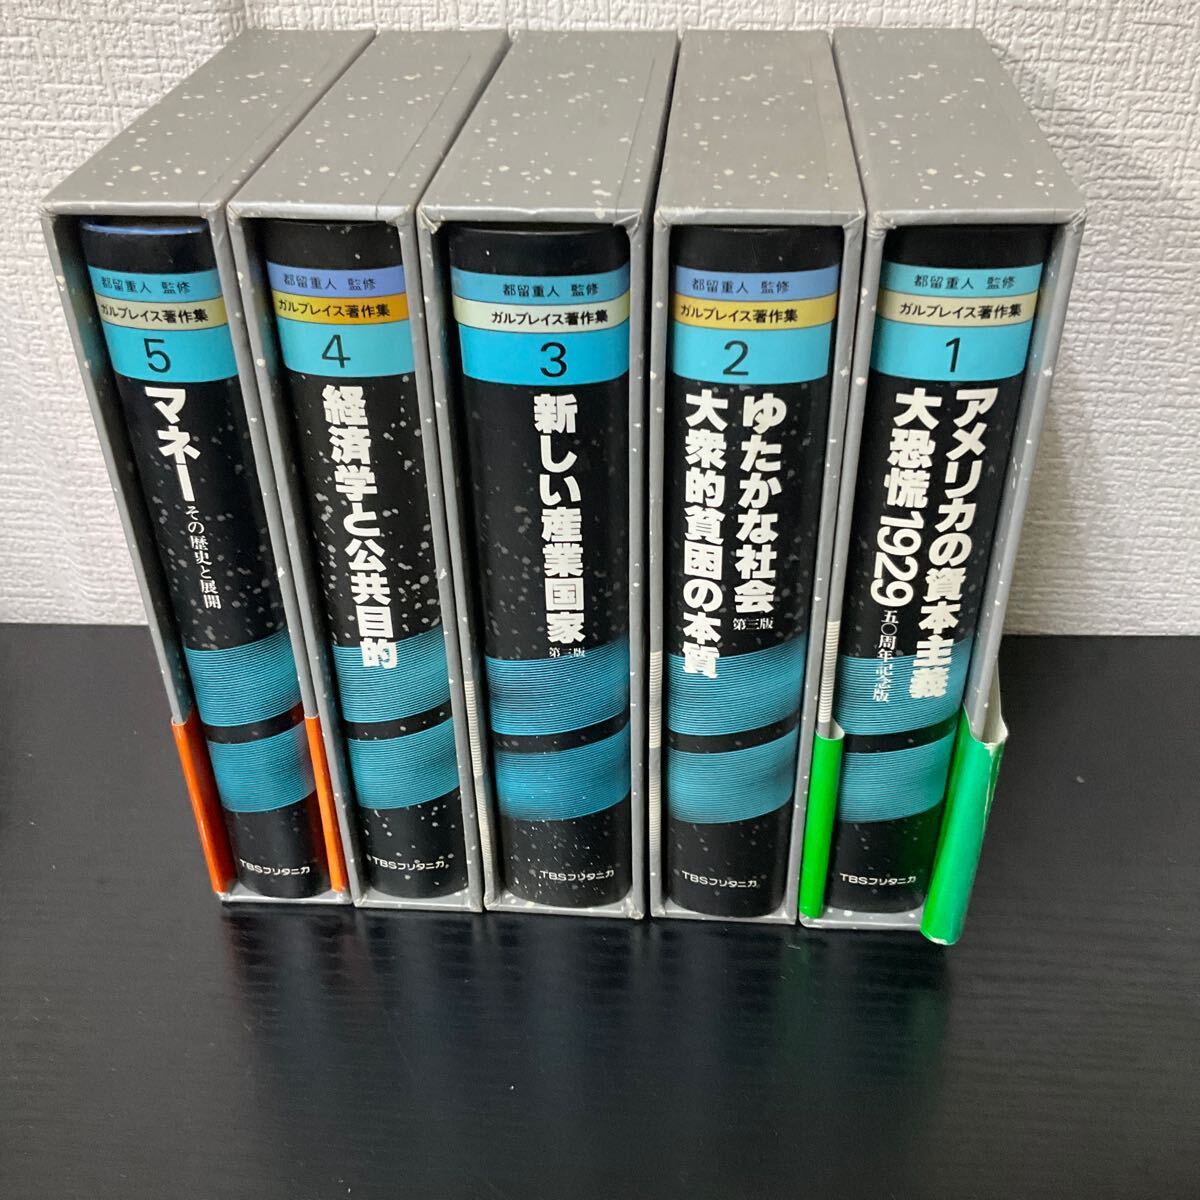 都留重人 監修
ガルブレイス著作集
5
マネー
その歴史と展開
TBSブリタニカ
都留重人 監修
ガルブレイス著作集
4
経済学と公共目的
TBSブリタニカ
都留重人 監修
ガルブレイス著作集
3
新しい産業国家
第三版
TBSブリタニカ
都留重人 監修
ガルブレイス著作集
2
ゆたかな社会
第三版
大衆的貧困の本質
TBSブリタニカ
都留重人 監修
ガルブレイス著作集
1
アメリカの資本主義
大恐慌1929
五〇周年記念版
TBSブリタニカ